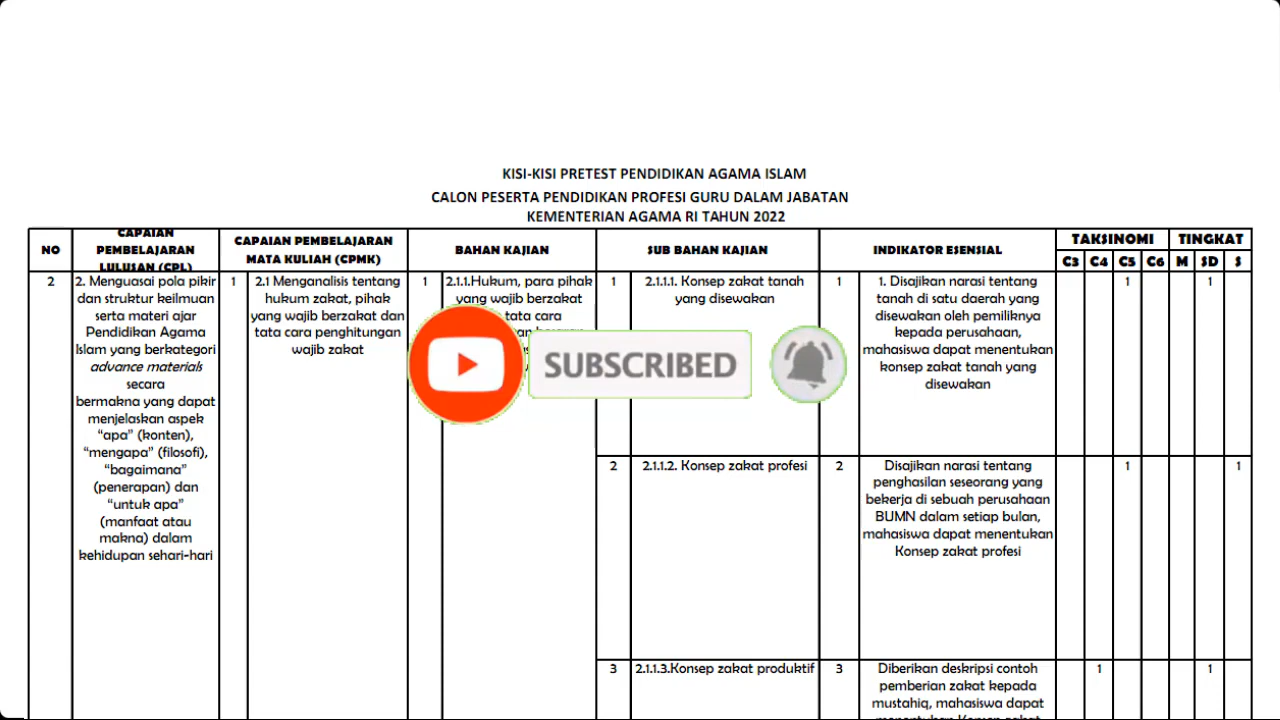 KISI-KISI PRETEST PENDIDIKAN AGAMA ISLAM
CALON PESERTA PENDIDIKAN PROFESI GURU DALAM JABATAN
KEMENTERIAN AGAMA RI TAHUN 2022
NO
CAPAIAN
PEMBELAJARAN
LULUSAN (CPL)
CAPAIAN PEMBELAJARAN
MATA KULIAH (CPMK)
BAHAN KAJIAN
SUB BAHAN KAJIAN
INDIKATOR ESENSIAL
TAKSINOMI
TINGKAT
C3 C4 C5 C6 M SD S
2
2. Menguasai pola pikir
dan struktur keilmuan
serta materi ajar
Pendidikan Agama
Islam yang berkategori
advance materials
secara
bermakna yang dapat
menjelaskan aspek
“apa” (konten),
“mengapa” (filosofi),
“bagaimana”
(penerapan) dan
“untuk apa”
(manfaat atau
makna) dalam
kehidupan sehari-hari
1
2.1 Menganalisis tentang
hukum zakat, pihak
yang wajib berzakat dan
tata cara penghitungan
wajib zakat
1
2.1.1.Hukum, para pihak
yang wajib berzakat
tata cara
1
2.1.1.1. Konsep zakat tanah
yang disewakan
1
1. Disajikan narasi tentang
tanah di satu daerah yang
disewakan oleh pemiliknya
kepada perusahaan,
mahasiswa dapat menentukan
konsep zakat tanah yang
disewakan
1
1
SUBSCRIBED
2
2.1.1.2. Konsep zakat profesi
2
Disajikan narasi tentang
penghasilan seseorang yang
bekerja di sebuah perusahaan
BUMN dalam setiap bulan,
mahasiswa dapat menentukan
Konsep zakat profesi
1
1
3
2.1.1.3.Konsep zakat produktif
3
Diberikan deskripsi contoh
pemberian zakat kepada
mustahiq, mahasiswa dapat
menentukan Konsep zakat
1
1